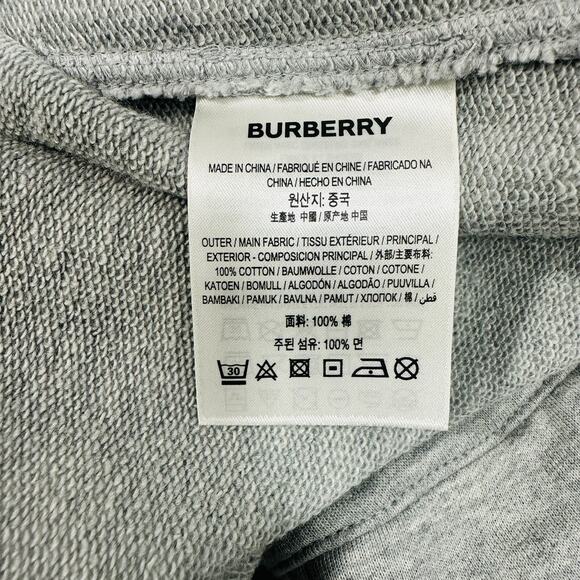 BURBERRY
MADE IN CHINA / FABRIQUÉ EN CHINE / FABRICADO NA
CHINA / HECHO EN CHINA
원산지: 중국
生產地 中國 / 原产地 中国
OUTER / MAIN FABRIC / TISSU EXTÉRIEUR / PRINCIPAL /
EXTERIOR - COMPOSICION PRINCIPAL / 外部/主要布料:
100% COTTON / BAUMWOLLE / COTON / COTONE /
KATOEN / BOMULL / ALGODÓN / ALGODÃO / PUUVILLA /
BAMBAKI / PAMUK / BAVLNA / PAMUT / ХЛОПОК / 棉 / قطن /
面料: 100% 棉
주된 섬유: 100% 면
30